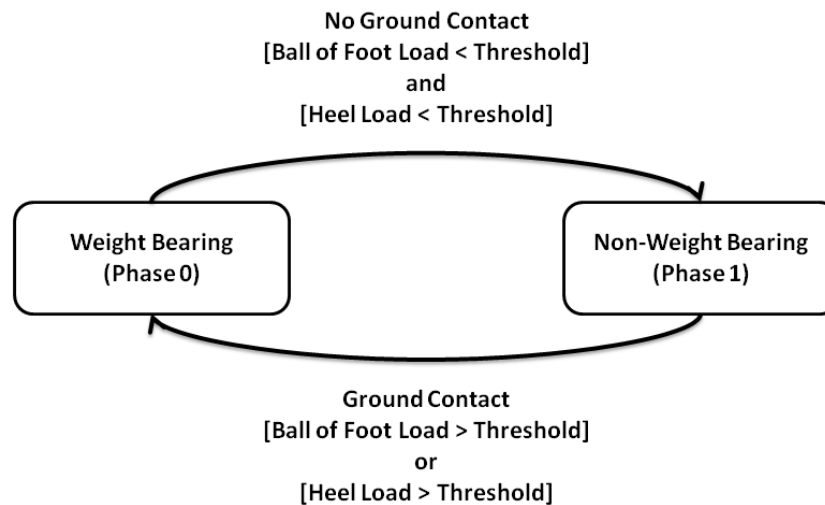 No Ground Contact
[Ball of Foot Load < Threshold]
and
[Heel Load < Threshold]
Weight Bearing
(Phase 0)
Non-Weight Bearing
(Phase 1)
Ground Contact
[Ball of Foot Load > Threshold]
or
[Heel Load > Threshold]